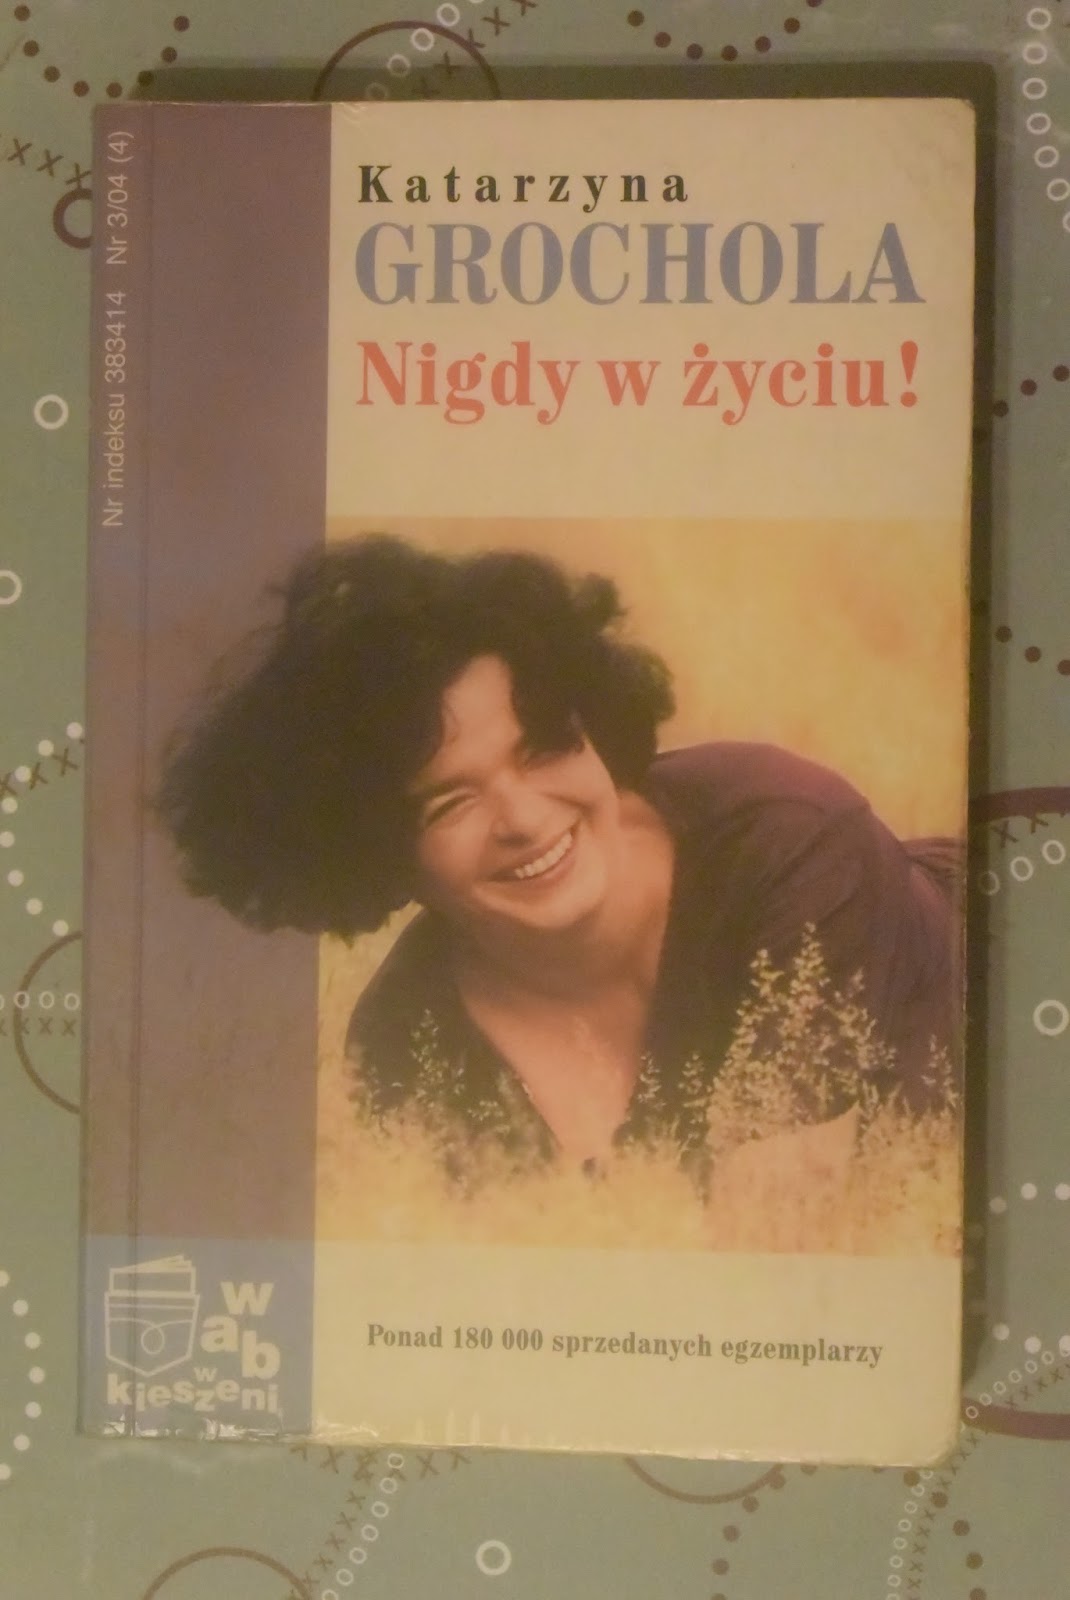 Nr indeksu 383414 Nr 3/04 (4)
Katarzyna
GROCHOLA
Nigdy w życiu!
w
a
b
w
kieszeni
Ponad 180 000 sprzedanych egzemplarzy